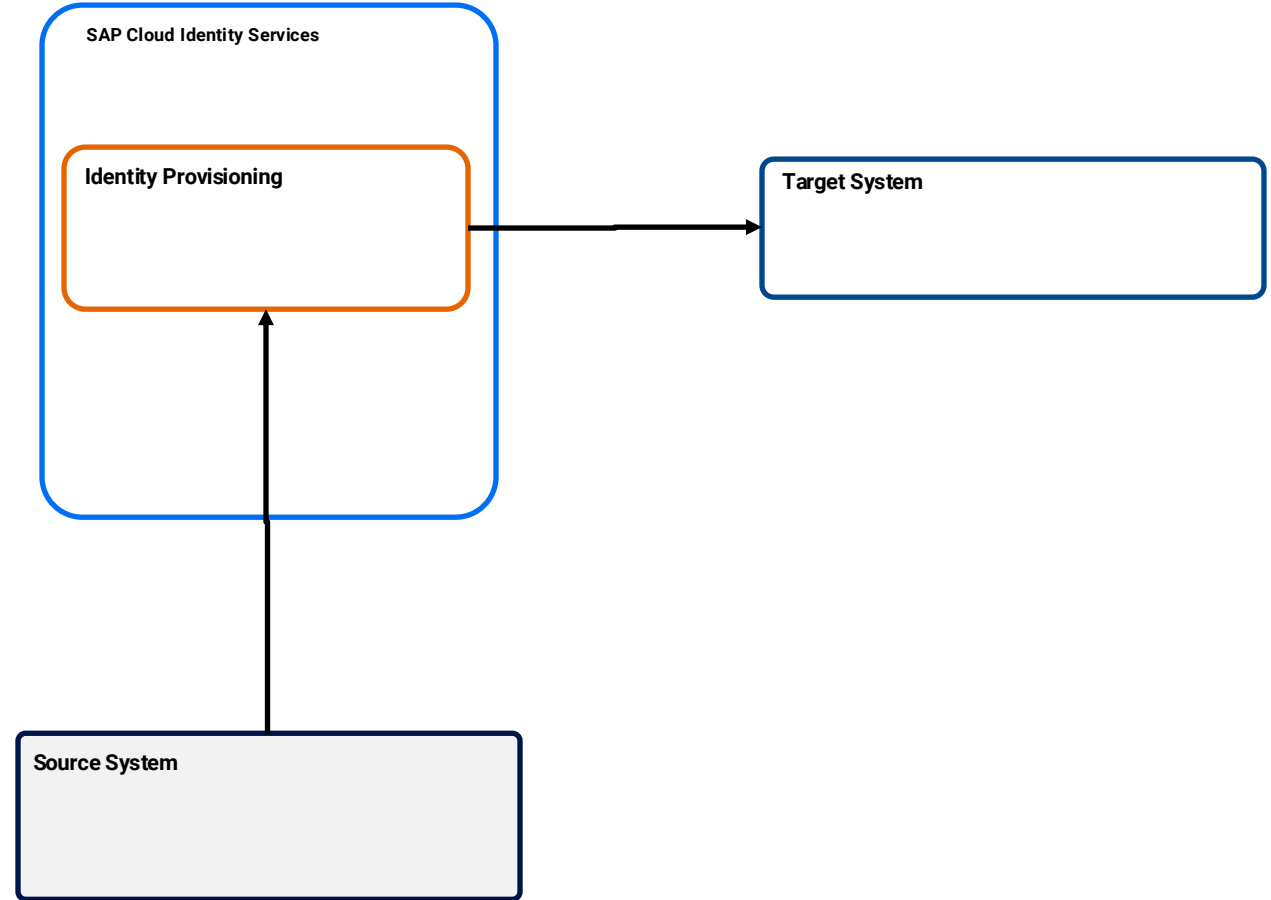 SAP Cloud Identity Services
Identity Provisioning
Target System
Source System